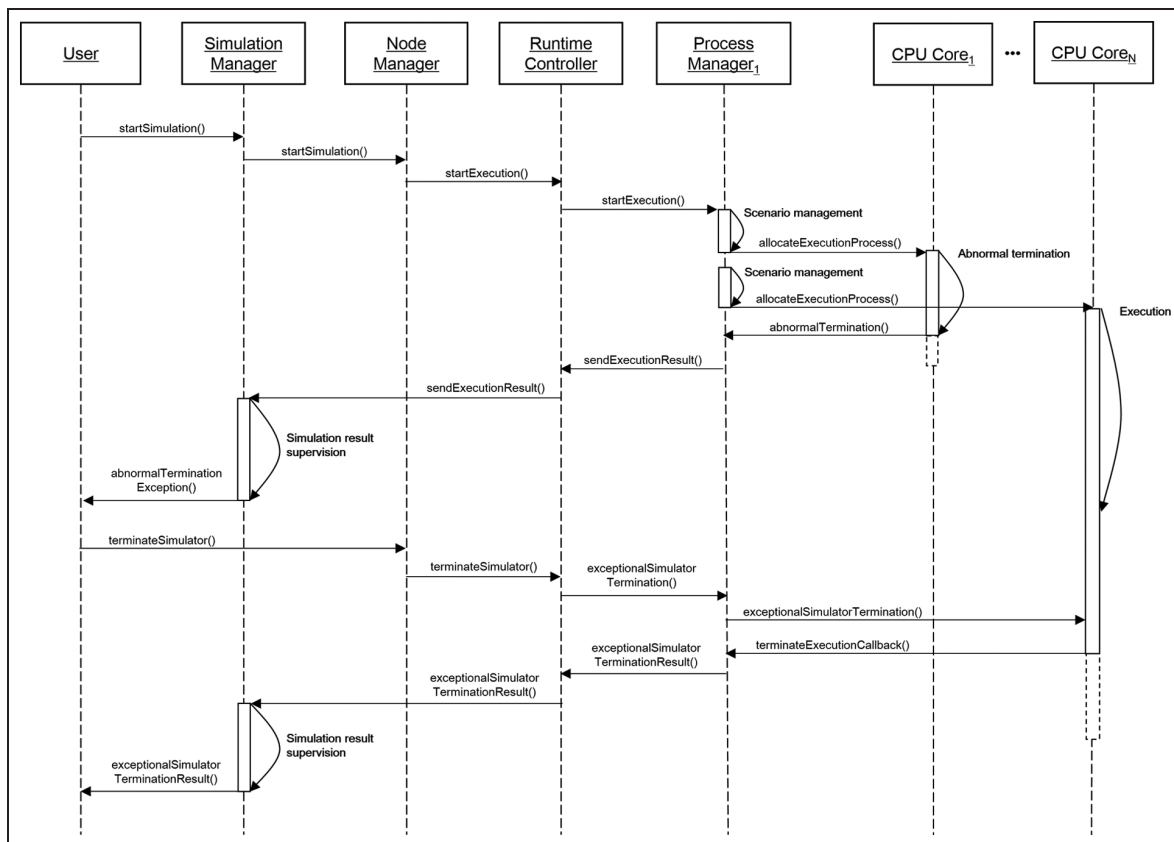 User
Simulation
Manager
Node
Manager
Runtime
Controller
Process
Manager1
CPU Core1
•••
CPU CoreN
startSimulation()
startSimulation()
startExecution()
startExecution()
Scenario management
allocateExecutionProcess()
Abnormal termination
Scenario management
allocateExecutionProcess()
Execution
abnormalTermination()
sendExecutionResult()
sendExecutionResult()
Simulation result
supervision
abnormalTermination
Exception()
terminateSimulator()
terminateSimulator()
exceptionalSimulator
Termination()
exceptionalSimulatorTermination()
terminateExecutionCallback()
exceptionalSimulator
TerminationResult()
exceptionalSimulator
TerminationResult()
Simulation result
supervision
exceptionalSimulator
TerminationResult()